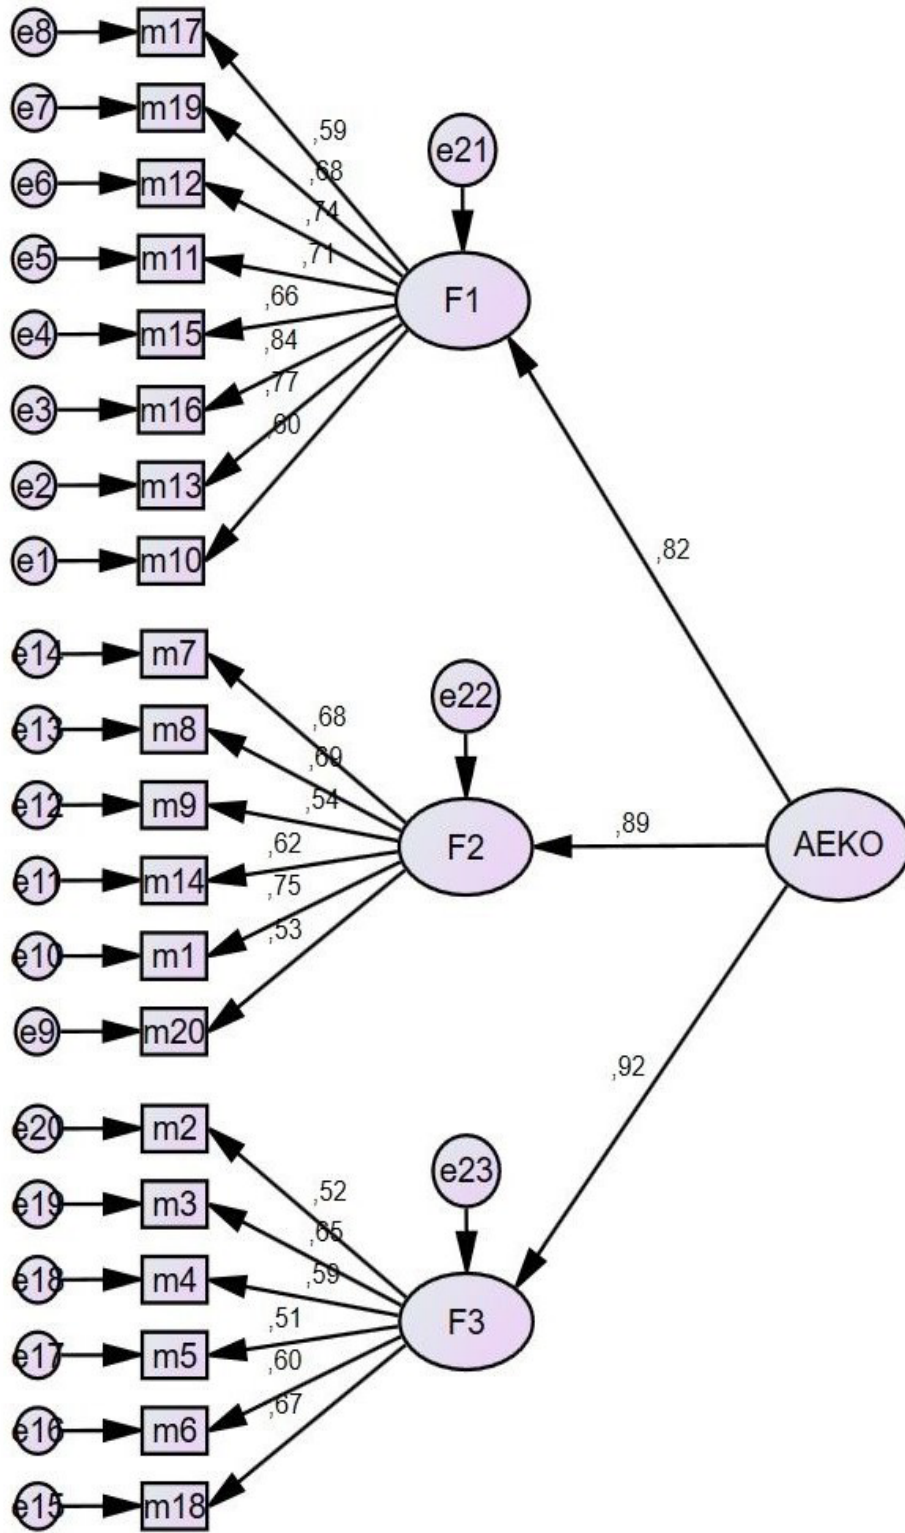 e8 m17
,59
e7 m19
,68
e21
e6 m12
,74
e5 m11
,71
F1
e4 m15
,66
e3 m16
,84
e2 m13
,77
e1 m10
,60
,82
e14 m7
,68
e22
e13 m8
,69
e12 m9
,54
F2
,89
AEKO
e11 m14
,62
e10 m1
,75
e9 m20
,53
,92
e20 m2
,52
e23
e19 m3
,65
e18 m4
,59
F3
e17 m5
,51
e16 m6
,60
e15 m18
,67